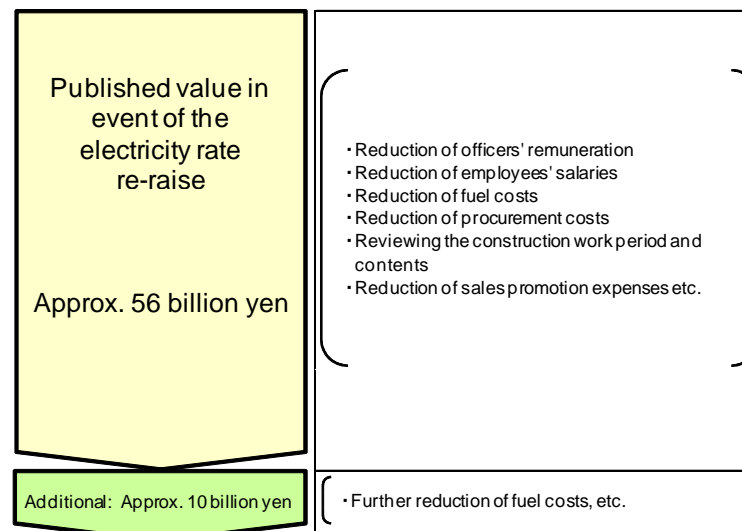 Published value in
event of the
electricity rate
re-raise
Approx. 56 billion yen
・Reduction of officers' remuneration
・Reduction of employees' salaries
・Reduction of fuel costs
・Reduction of procurement costs
・Reviewing the construction work period and
contents
・Reduction of sales promotion expenses etc.
Additional: Approx. 10 billion yen
・Further reduction of fuel costs, etc.